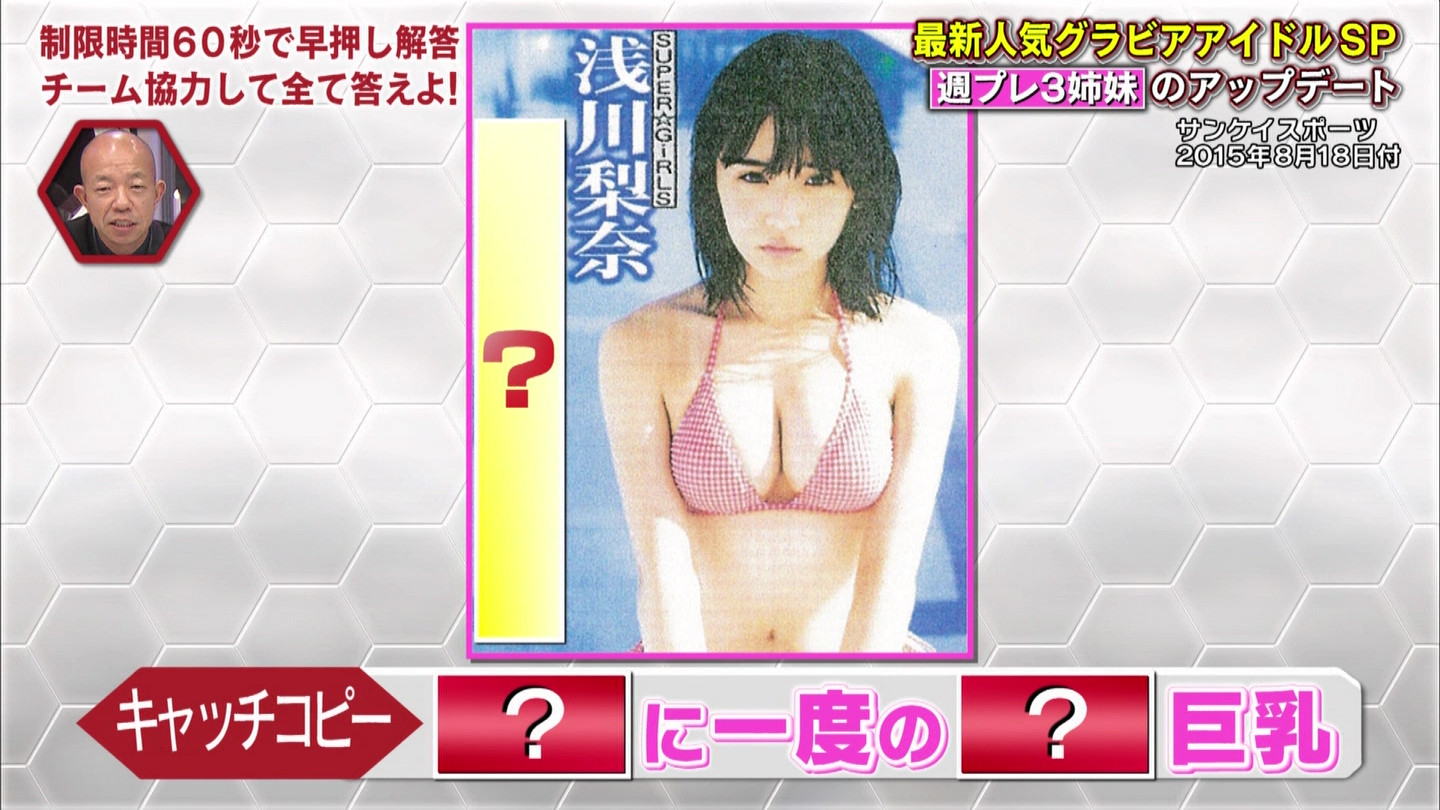 制限時間60秒で早押し解答
チーム協力して全て答えよ!
最新人気グラビアアイドルSP
週プレ3姉妹のアップデート
サンケイスポーツ
2015年8月18日付
SUPER☆GiRLS
浅川梨奈
?
キャッチコピー
?に一度の?巨乳